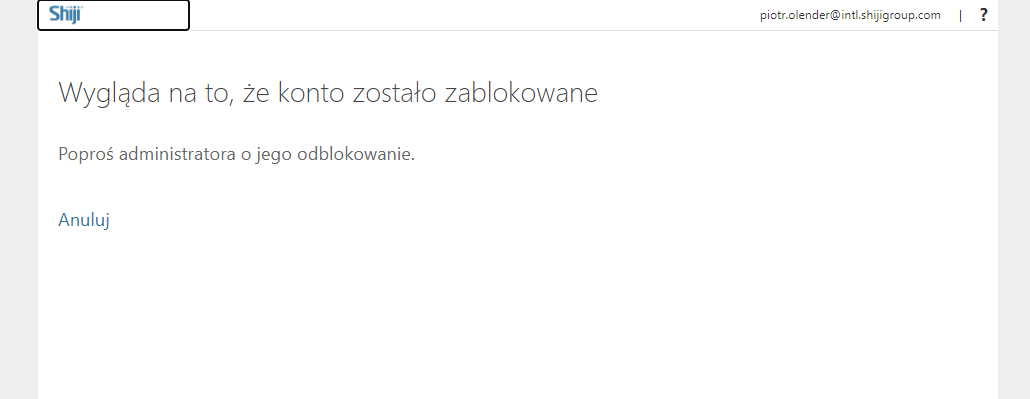 Shiji
piotr.olender@intl.shijigroup.com | ?
Wygląda na to, że konto zostało zablokowane
Poproś administratora o jego odblokowanie.
Anuluj